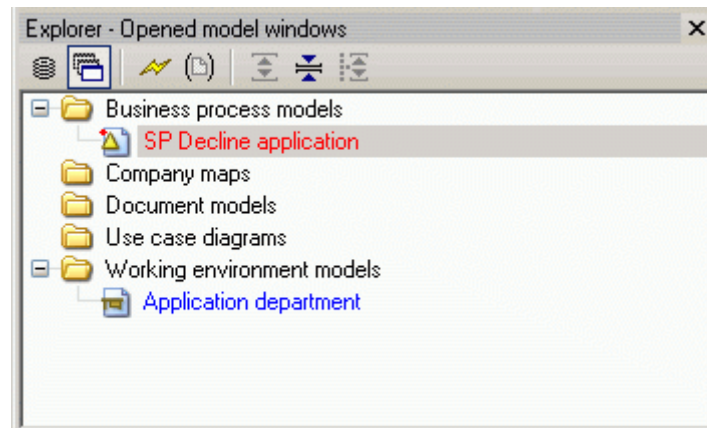 Explorer - Opened model windows
Business process models
SP Decline application
Company maps
Document models
Use case diagrams
Working environment models
Application department